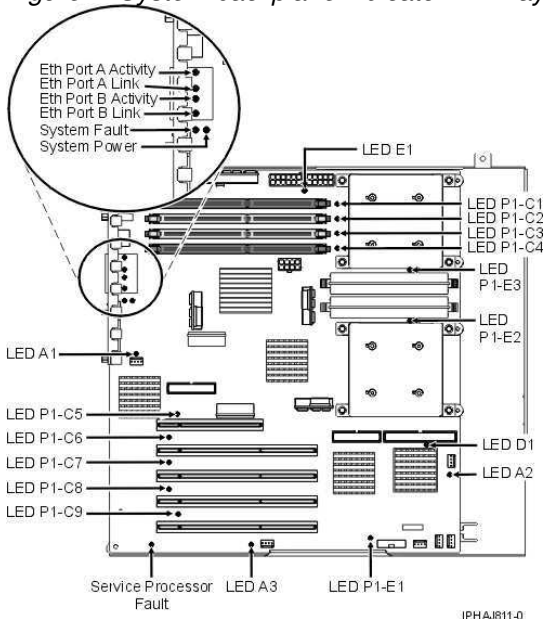 Eth Port A Activity
Eth Port A Link
Eth Port B Activity
Eth Port B Link
System Fault
System Power
LED E1
LED P1-C1
LED P1-C2
LED P1-C3
LED P1-C4
LED
P1-E3
LED
P1-E2
LED A1
LED P1-C5
LED P1-C6
LED P1-C7
LED P1-C8
LED P1-C9
LED D1
LED A2
Service Processor
Fault
LED A3
LED P1-E1
IPHAJ811-0